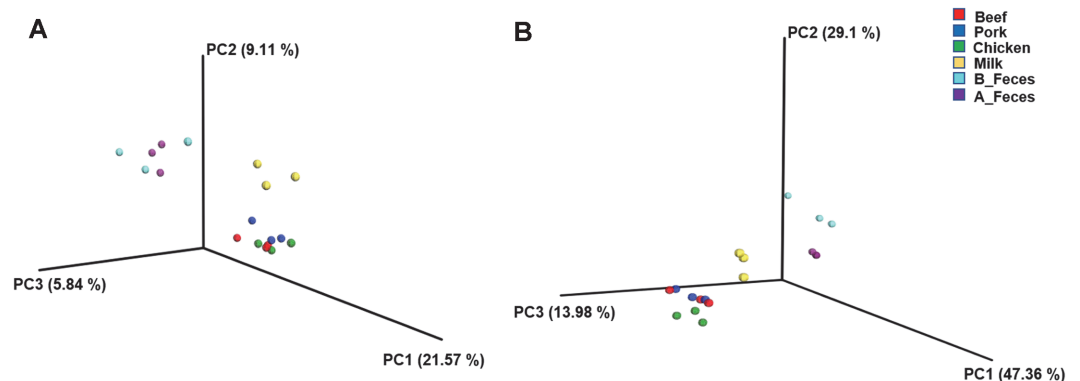 A
PC2 (9.11 %)
PC3 (5.84 %)
PC1 (21.57 %)
B
PC2 (29.1 %)
PC3 (13.98 %)
PC1 (47.36 %)
Beef
Pork
Chicken
Milk
B_Feces
A_Feces